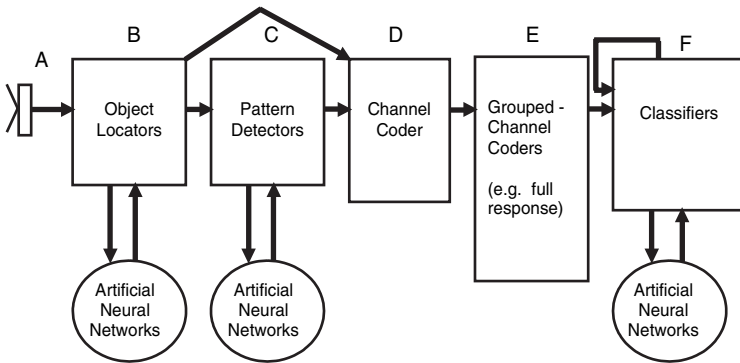 A
B
C
D
E
F
Object
Locators
Pattern
Detectors
Channel
Coder
Grouped -
Channel
Coders
(e.g. full
response)
Classifiers
Artificial
Neural
Networks
Artificial
Neural
Networks
Artificial
Neural
Networks